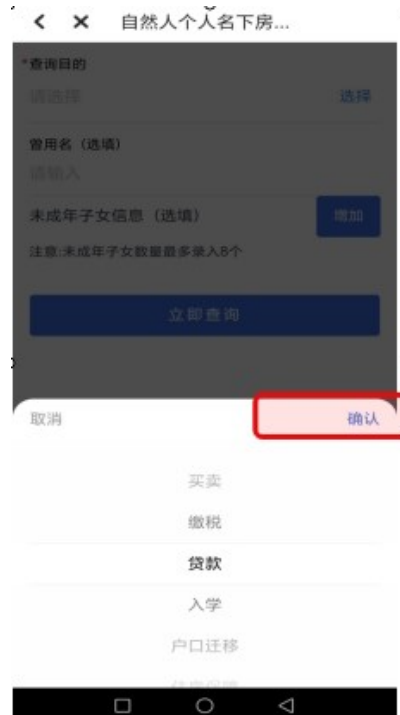 自然人个人名下房...
*查询目的
请选择 选择
曾用名（选填）
请输入
未成年子女信息（选填） 增加
注意:未成年子女数量最多录入8个
立即查询
取消 确认
买卖
缴税
贷款
入学
户口迁移